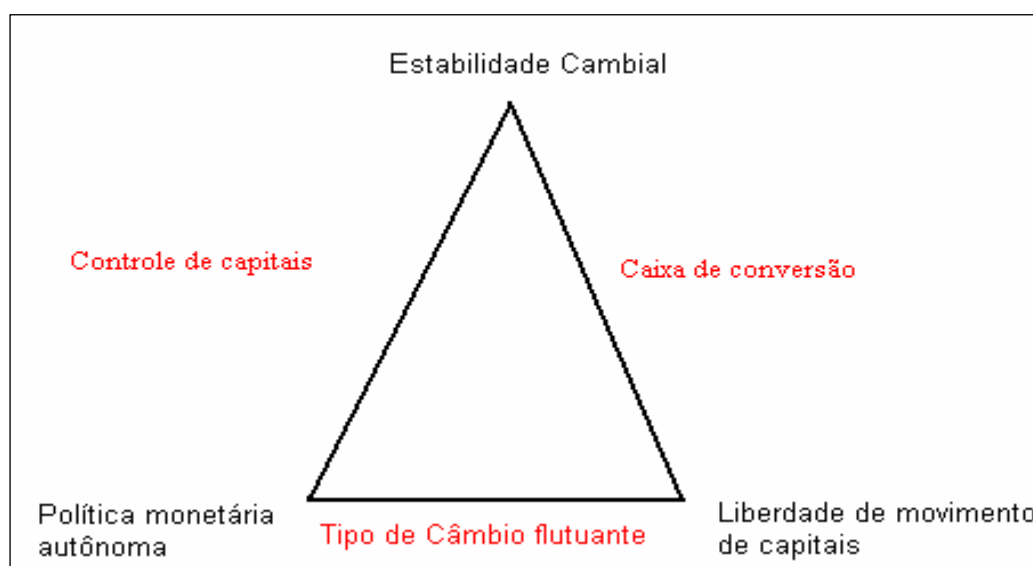 Estabilidade Cambial
Controle de capitais
Caixa de conversão
Política monetária
autônoma
Tipo de Câmbio flutuante
Liberdade de movimento
de capitais